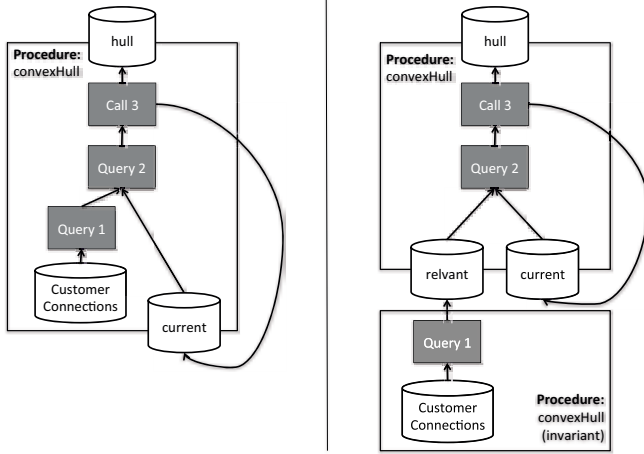 hull
Procedure:
convexHull
Call 3
Query 2
Query 1
Customer
Connections
current
hull
Procedure:
convexHull
Call 3
Query 2
relvant
current
Query 1
Customer
Connections
Procedure:
convexHull
(invariant)